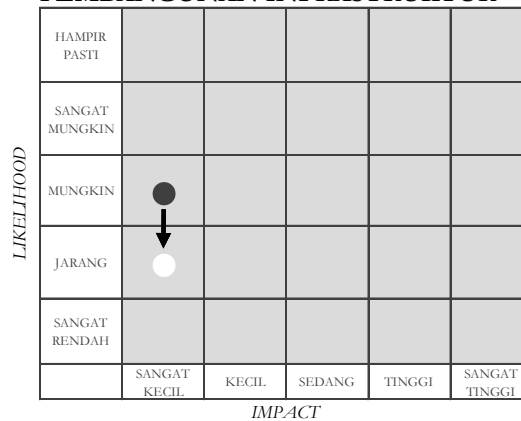 HAMPIR
PASTI
SANGAT
MUNGKIN
MUNGKIN
JARANG
SANGAT
RENDAH
LIKELIHOOD
SANGAT
KECIL
KECIL
SEDANG
TINGGI
SANGAT
TINGGI
IMPACT